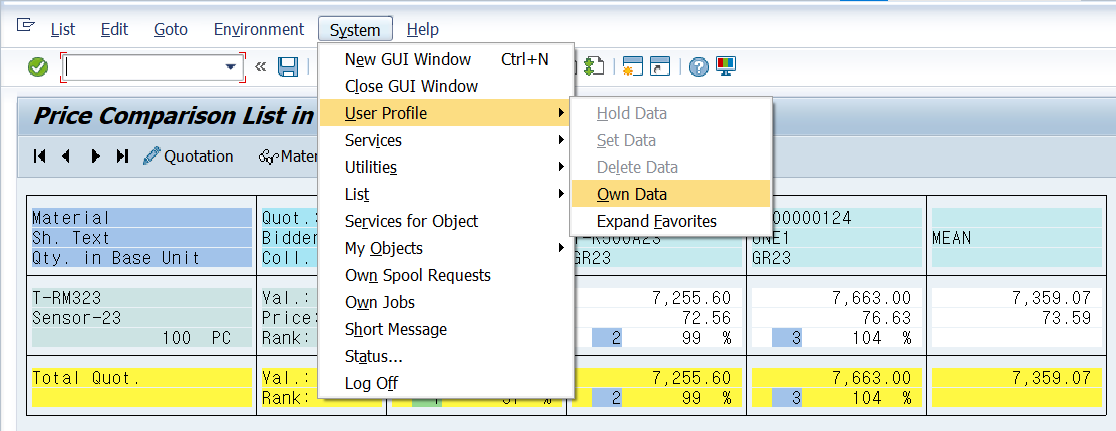 List Edit Goto Environment System Help
New GUI Window Ctrl+N
Close GUI Window
User Profile
Services
Utilities
List
Services for Object
My Objects
Own Spool Requests
Own Jobs
Short Message
Status...
Log Off
Hold Data
Set Data
Delete Data
Own Data
Expand Favorites
Price Comparison List in
Quotation Mater
Material Quot.: 00000124
Sh. Text Bidder ONE1 MEAN
Qty. in Base Unit Coll. GR23 GR23
T-RM323 Val.: 7,255.60 7,663.00 7,359.07
Sensor-23 Price: 72.56 76.63 73.59
100 PC Rank: 2 99 % 3 104 %
Total Quot. Val.: 7,255.60 7,663.00 7,359.07
Rank: 2 99 % 3 104 %